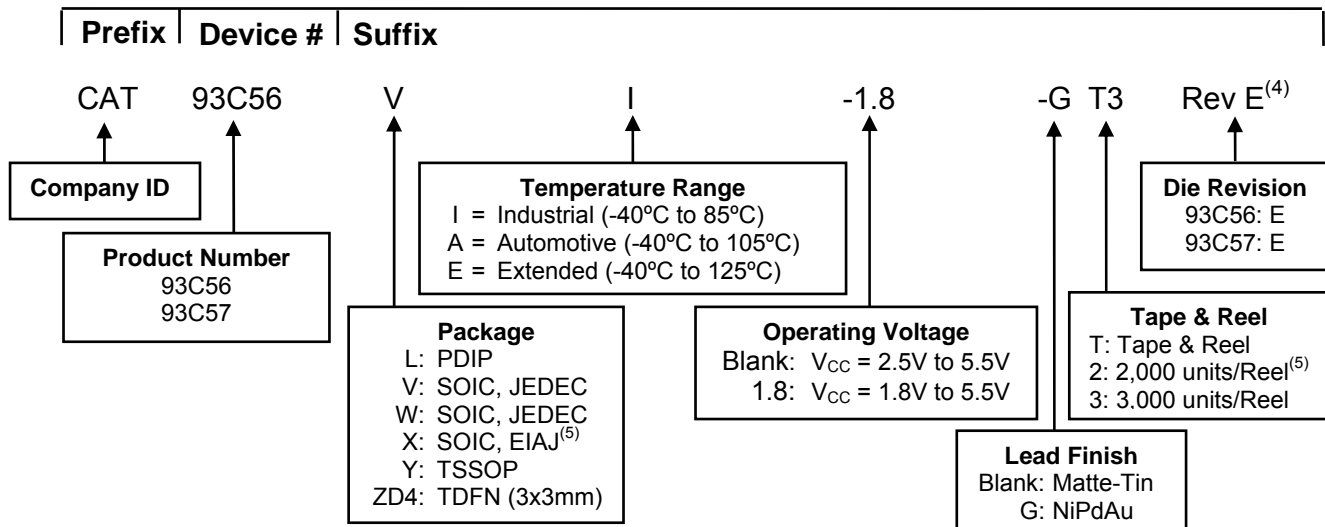 Prefix Device # Suffix
CAT 93C56 V I -1.8 -G T3 Rev E(4)
Company ID
Product Number
93C56
93C57
Temperature Range
I = Industrial (-40ºC to 85ºC)
A = Automotive (-40ºC to 105ºC)
E = Extended (-40ºC to 125ºC)
Die Revision
93C56: E
93C57: E
Package
L: PDIP
V: SOIC, JEDEC
W: SOIC, JEDEC
X: SOIC, EIAJ(5)
Y: TSSOP
ZD4: TDFN (3x3mm)
Operating Voltage
Blank: VCC = 2.5V to 5.5V
1.8: VCC = 1.8V to 5.5V
Tape & Reel
T: Tape & Reel
2: 2,000 units/Reel(5)
3: 3,000 units/Reel
Lead Finish
Blank: Matte-Tin
G: NiPdAu